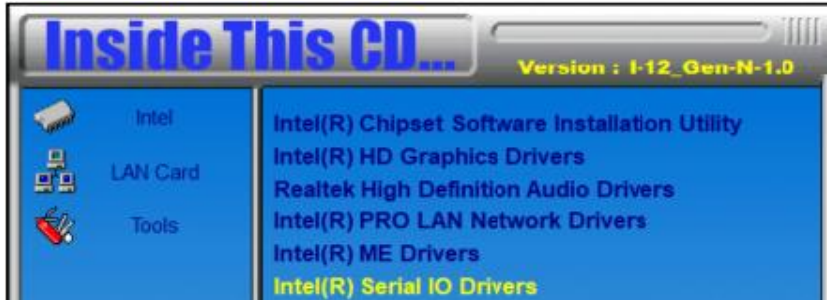 Inside This CD...
Version : I-12_Gen-N-1.0
Intel
LAN Card
Tools
Intel(R) Chipset Software Installation Utility
Intel(R) HD Graphics Drivers
Realtek High Definition Audio Drivers
Intel(R) PRO LAN Network Drivers
Intel(R) ME Drivers
Intel(R) Serial IO Drivers